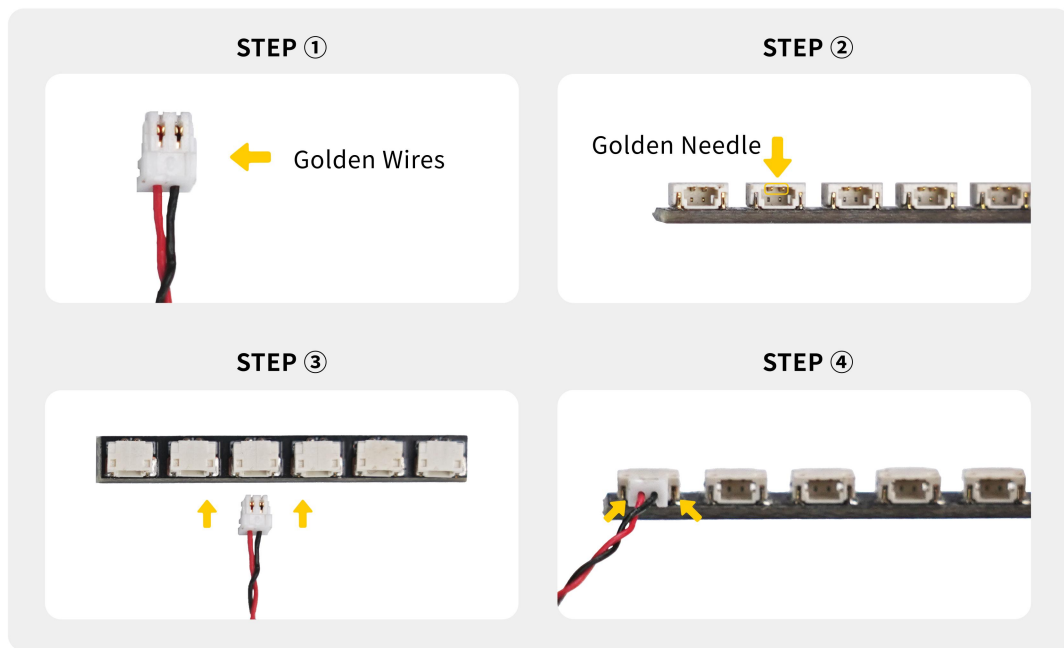 STEP ①
STEP ②
Golden Wires
Golden Needle
STEP ③
STEP ④